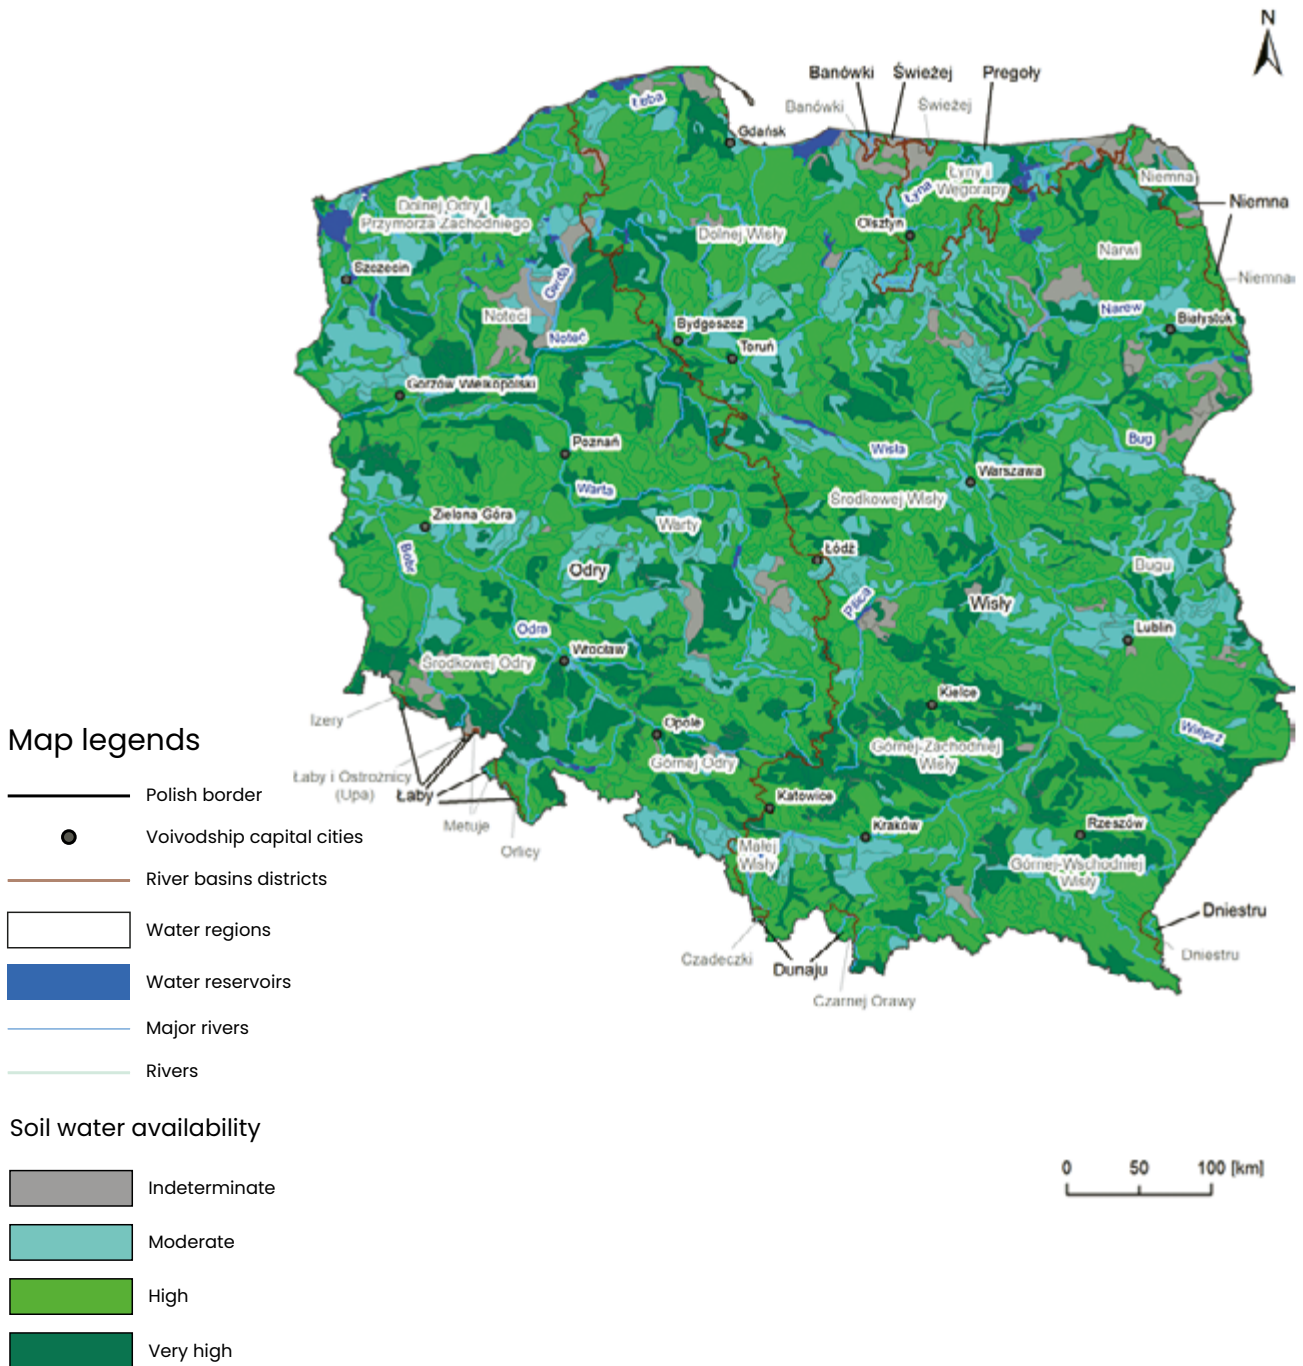 N
Banówki Świeżej Pregoły
Banówki Świeżej
Łeba
Gdańsk
Łyny i
Węgorapy
Łyna
Niemna
Niemna
Dolnej Odry i
Przymorza Zachodniego
Dolnej Wisły
Olsztyn
Narwi
Szczecin
Gwda
Niemna
Noteci
Narew
Białystok
Bydgoszcz
Noteć
Toruń
Gorzów Wielkopolski
Poznań
Wisła
Bug
Warszawa
Warta
Środkowej Wisły
Zielona Góra
Warty
Łódź
Bóbr
Odry
Bugu
Pilica
Wisły
Odra
Lublin
Wrocław
Środkowej Odry
Kielce
Izery
Opole
Wieprz
Górnej-Zachodniej
Wisły
Górnej Odry
Łaby i Ostrożnicy
(Upa)
Łaby
Katowice
Metuje
Kraków
Rzeszów
Orlicy
Małej
Wisły
Górnej-Wschodniej
Wisły
Dniestru
Dniestru
Czadeczki
Dunaju
Czarnej Orawy
Map legends
Polish border
Voivodship capital cities
River basins districts
Water regions
Water reservoirs
Major rivers
Rivers
Soil water availability
Indeterminate
Moderate
High
Very high
0 50 100 [km]